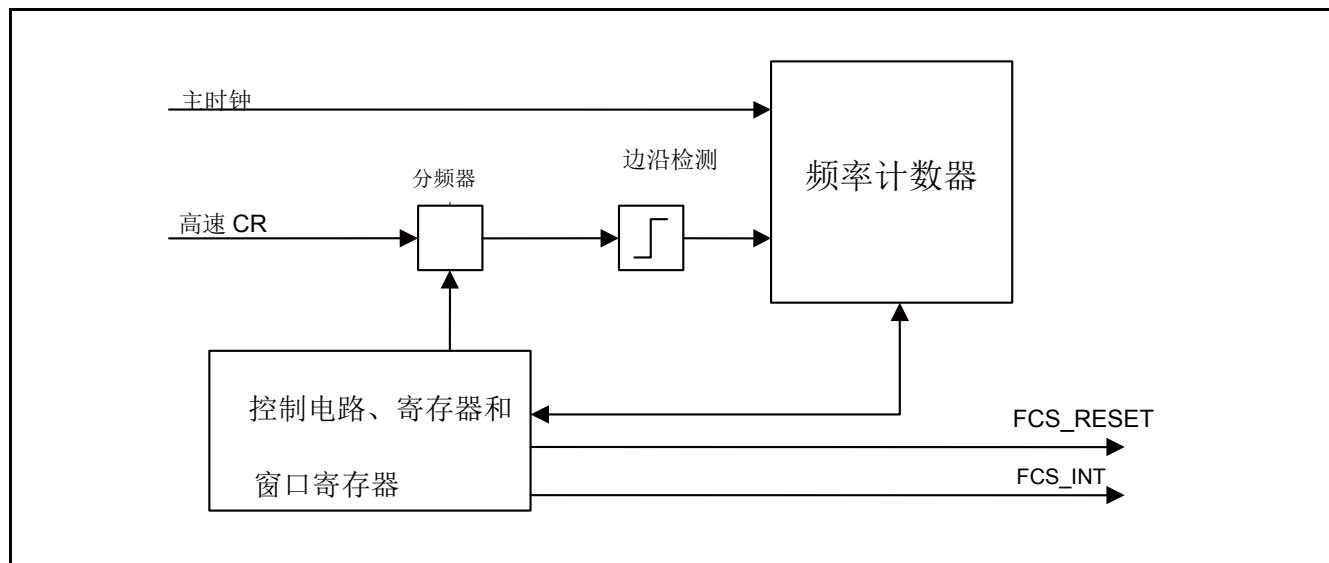 主时钟
边沿检测
频率计数器
分频器
高速 CR
控制电路、寄存器和
窗口寄存器
FCS_RESET
FCS_INT